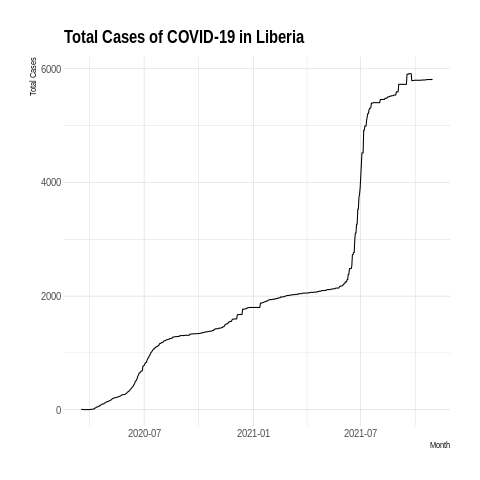 Total Cases of COVID-19 in Liberia
Total Cases
6000
4000
2000
0
2020-07
2021-01
2021-07
Month